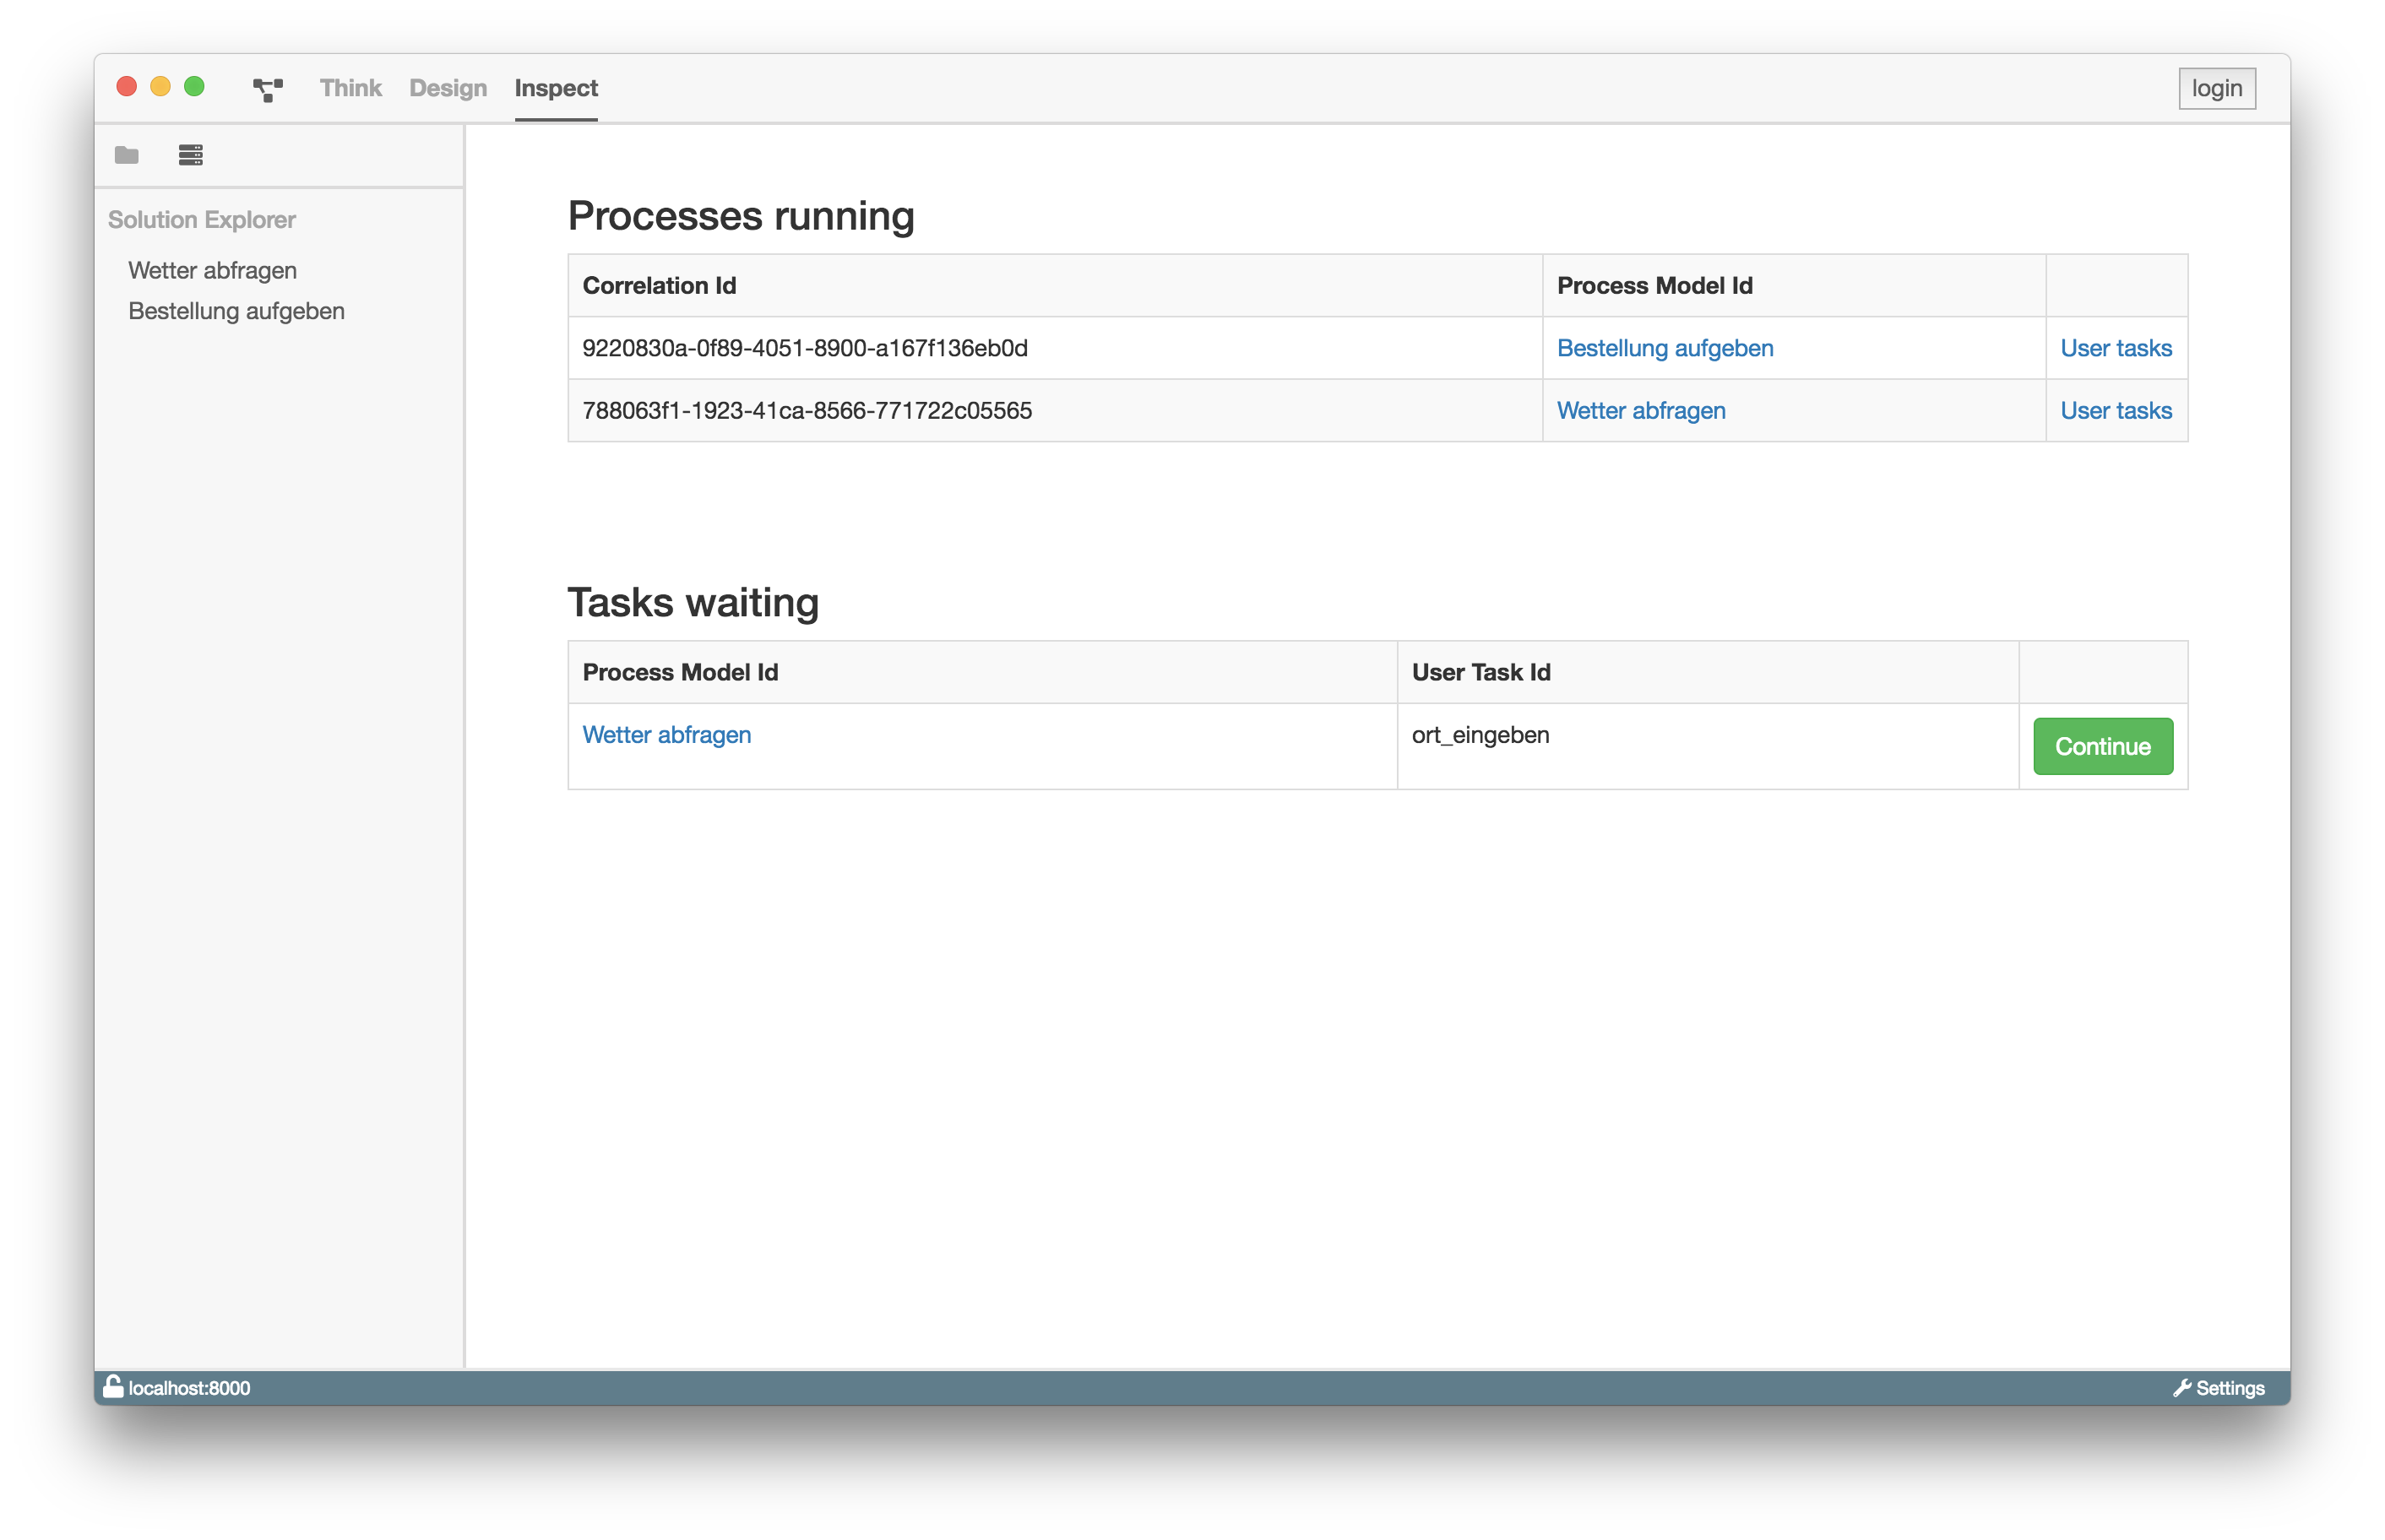 Think Design Inspect login
Solution Explorer
Wetter abfragen
Bestellung aufgeben
Processes running
Correlation Id Process Model Id
9220830a-0f89-4051-8900-a167f136eb0d Bestellung aufgeben User tasks
788063f1-1923-41ca-8566-771722c05565 Wetter abfragen User tasks
Tasks waiting
Process Model Id User Task Id
Wetter abfragen ort_eingeben Continue
localhost:8000 Settings